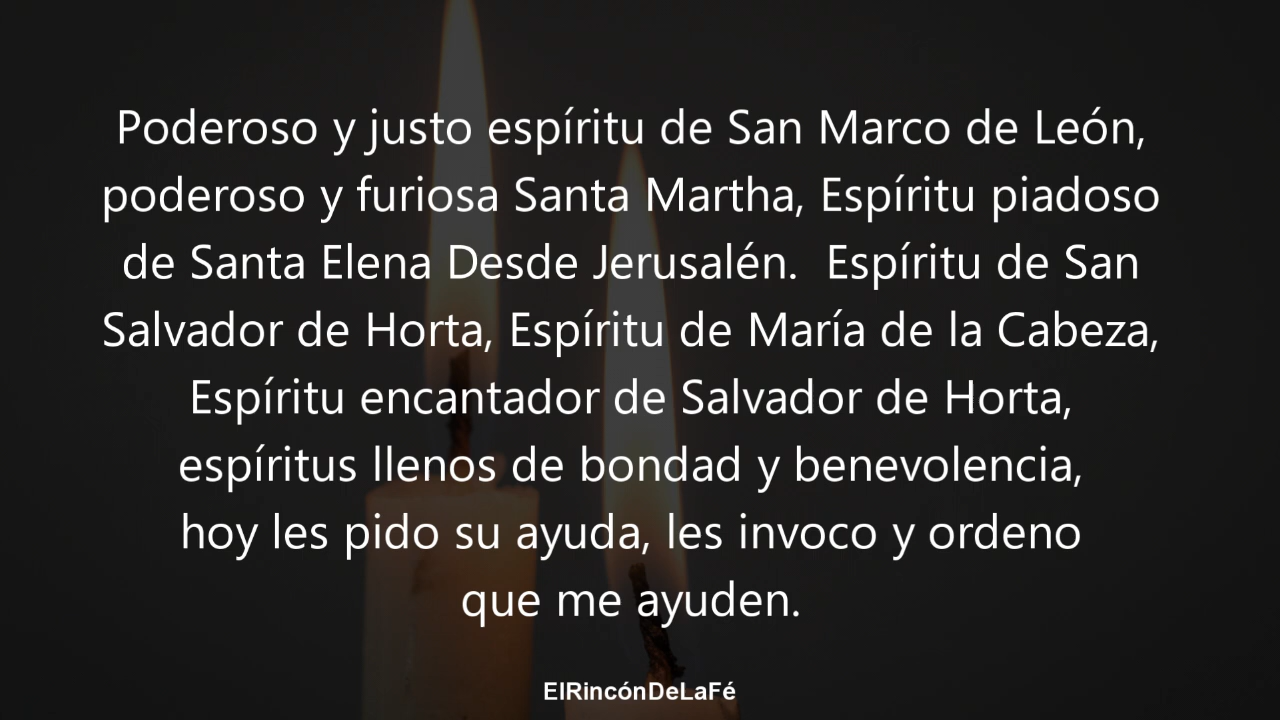 Poderoso y justo espíritu de San Marco de León,
poderoso y furiosa Santa Martha, Espíritu piadoso
de Santa Elena Desde Jerusalén.  Espíritu de San
Salvador de Horta, Espíritu de María de la Cabeza,
Espíritu encantador de Salvador de Horta,
espíritus llenos de bondad y benevolencia,
hoy les pido su ayuda, les invoco y ordeno
que me ayuden.
ElRincónDeLaFé